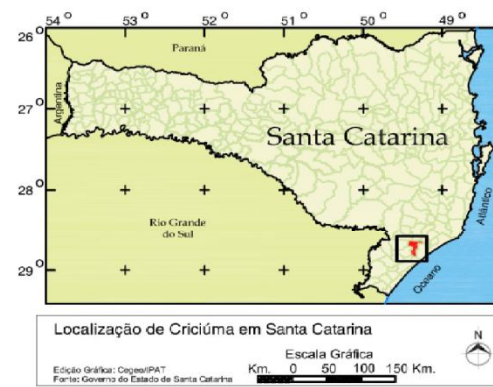 54° 53° 52° 51° 50° 49°
26°
Paraná
Argentina
27°
Santa Catarina
28°
Atlântico
Rio Grande
do Sul
29°
Oceano
Localização de Criciúma em Santa Catarina
N
Escala Gráfica
Edição Gráfica: Cegeo/IPAT
Km. 0 50 100 150 Km.
Fonte: Governo do Estado de Santa Catarina